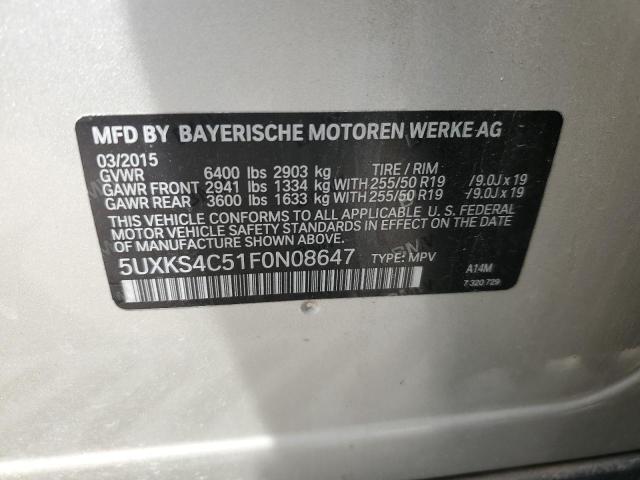 MFD BY BAYERISCHE MOTOREN WERKE AG
03/2015
GVWR 6400 lbs 2903 kg TIRE / RIM
GAWR FRONT 2941 lbs 1334 kg WITH 255/50 R19 /9.0J x 19
GAWR REAR 3600 lbs 1633 kg WITH 255/50 R19 /9.0J x 19
THIS VEHICLE CONFORMS TO ALL APPLICABLE U. S. FEDERAL
MOTOR VEHICLE SAFETY STANDARDS IN EFFECT ON THE DATE
OF MANUFACTURE SHOWN ABOVE.
5UXKS4C51F0N08647 TYPE: MPV
A14M
7 320 729